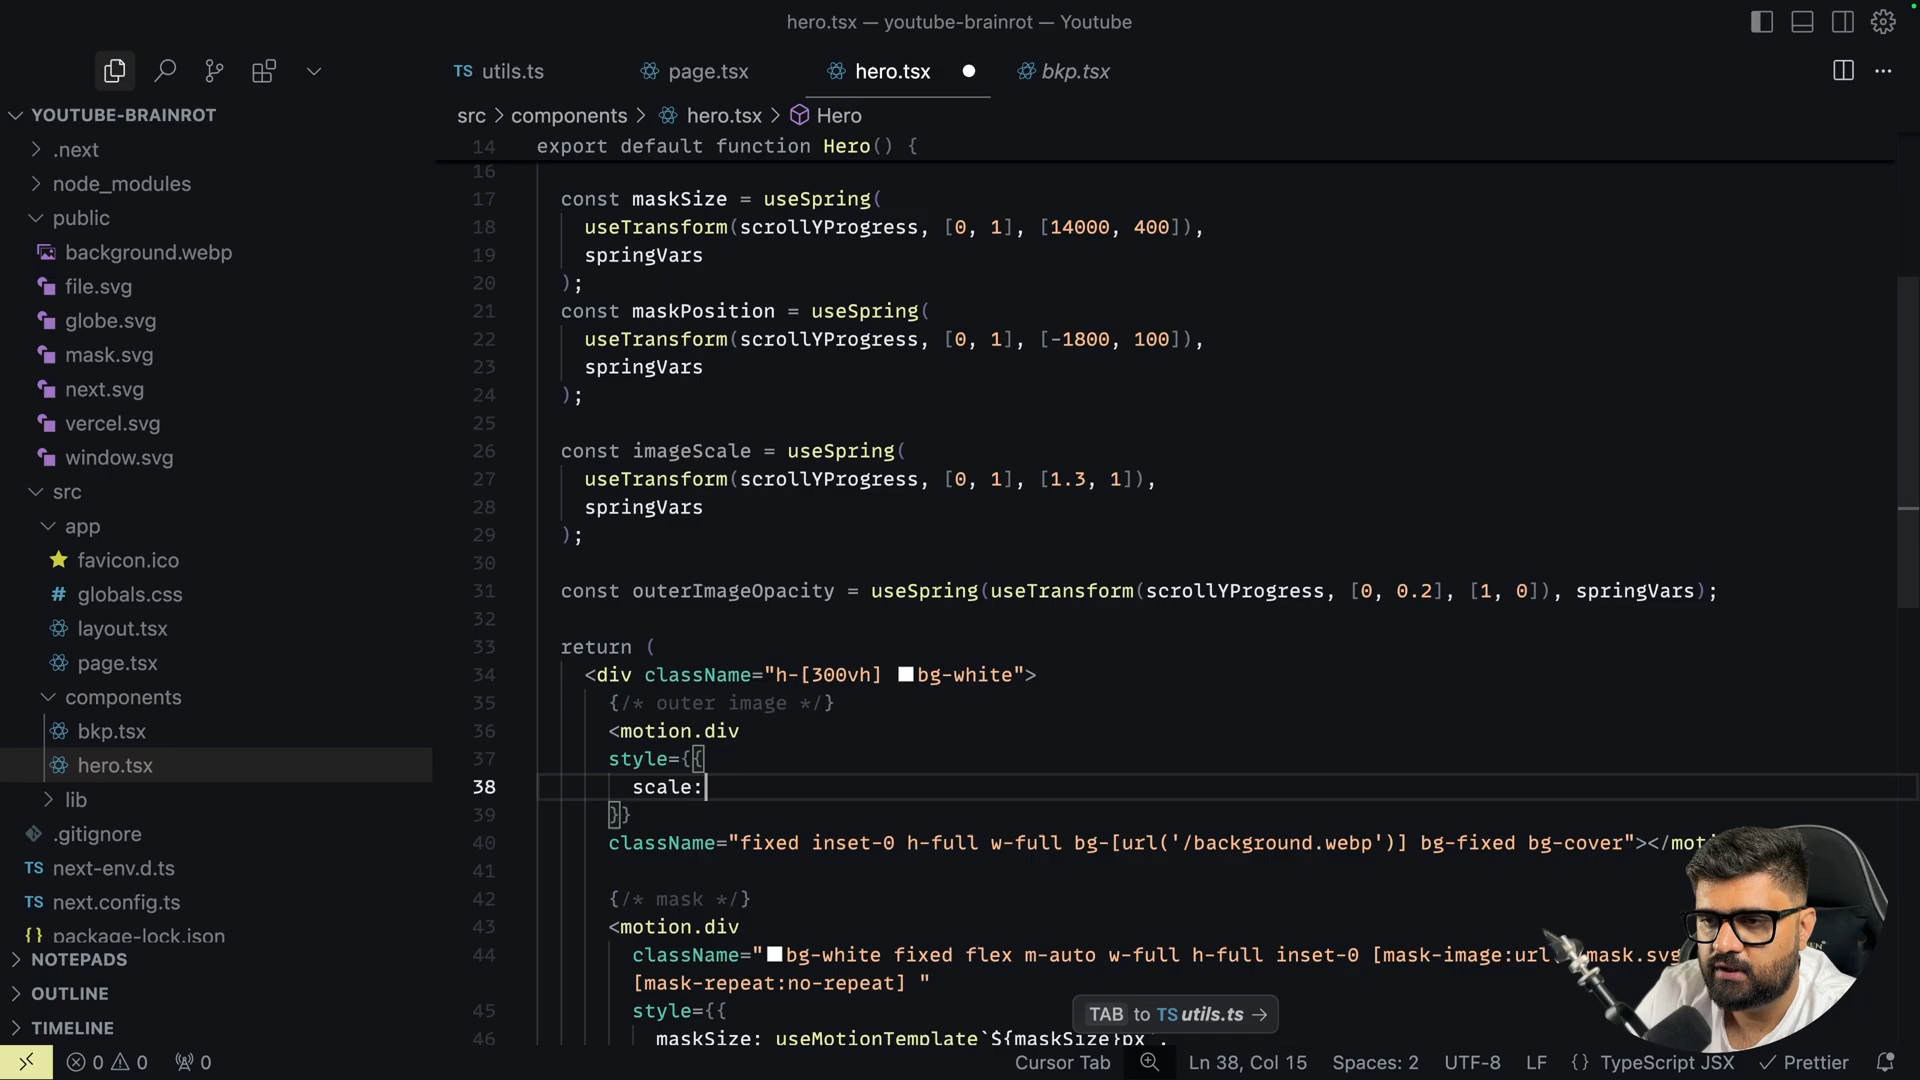 hero.tsx — youtube-brainrot — Youtube
TS utils.ts
page.tsx
hero.tsx
bkp.tsx
YOUTUBE-BRAINROT
.next
node_modules
public
background.webp
file.svg
globe.svg
mask.svg
next.svg
vercel.svg
window.svg
src
app
favicon.ico
# globals.css
layout.tsx
page.tsx
components
bkp.tsx
hero.tsx
lib
.gitignore
TS next-env.d.ts
TS next.config.ts
{} package-lock.json
NOTEPADS
OUTLINE
TIMELINE
src > components > hero.tsx > Hero
14 export default function Hero() {
16
17 const maskSize = useSpring(
18 useTransform(scrollYProgress, [0, 1], [14000, 400]),
19 springVars
20 );
21 const maskPosition = useSpring(
22 useTransform(scrollYProgress, [0, 1], [-1800, 100]),
23 springVars
24 );
25
26 const imageScale = useSpring(
27 useTransform(scrollYProgress, [0, 1], [1.3, 1]),
28 springVars
29 );
30
31 const outerImageOpacity = useSpring(useTransform(scrollYProgress, [0, 0.2], [1, 0]), springVars);
32
33 return (
34 <div className="h-[300vh] bg-white">
35 {/* outer image */}
36 <motion.div
37 style={{
38 scale:
39 }}
40 className="fixed inset-0 h-full w-full bg-[url('/background.webp')] bg-fixed bg-cover"></mot
41
42 {/* mask */}
43 <motion.div
44 className="bg-white fixed flex m-auto w-full h-full inset-0 [mask-image:url mask.svg
[mask-repeat:no-repeat] "
45 style={{
46 maskSize: useMotionTemplate`${maskSize}px`,
TAB to TS utils.ts →
0 0 0
Cursor Tab
Ln 38, Col 15
Spaces: 2
UTF-8
LF
{} TypeScript JSX
Prettier